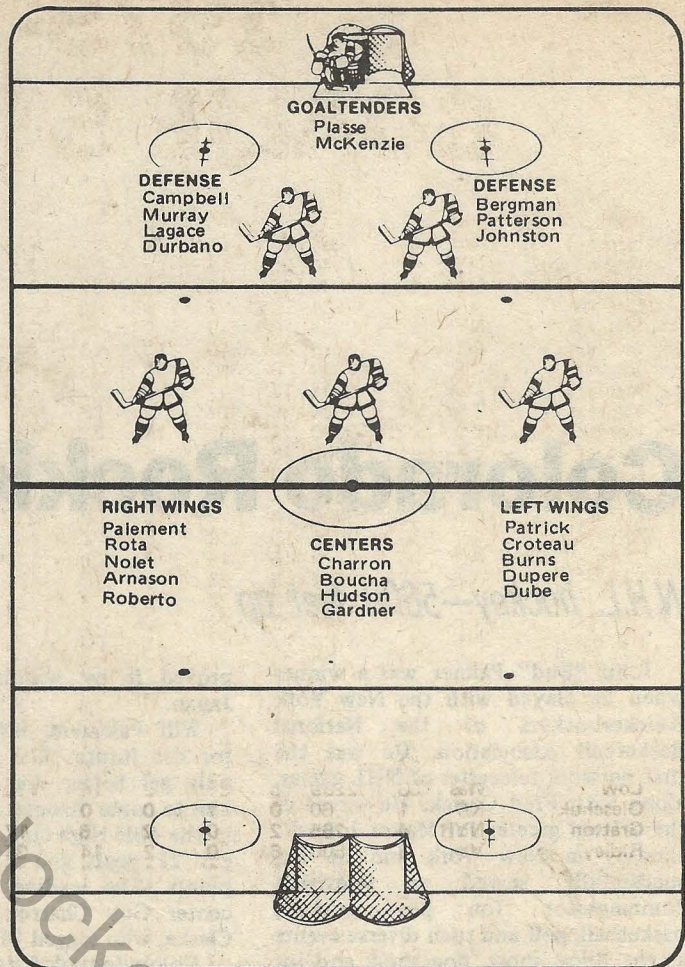 GOALTENDERS
Plasse
McKenzie
DEFENSE
Campbell
Murray
Lagace
Durbano
DEFENSE
Bergman
Patterson
Johnston
RIGHT WINGS
Paiement
Rota
Nolet
Arnason
Roberto
CENTERS
Charron
Boucha
Hudson
Gardner
LEFT WINGS
Patrick
Croteau
Burns
Dupere
Dube